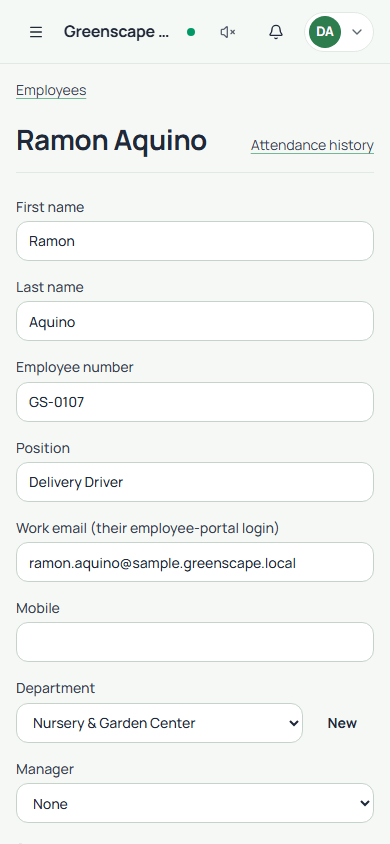 Greenscape ...
DA
Employees
Ramon Aquino
Attendance history
First name
Ramon
Last name
Aquino
Employee number
GS-0107
Position
Delivery Driver
Work email (their employee-portal login)
ramon.aquino@sample.greenscape.local
Mobile
Department
Nursery & Garden Center
New
Manager
None